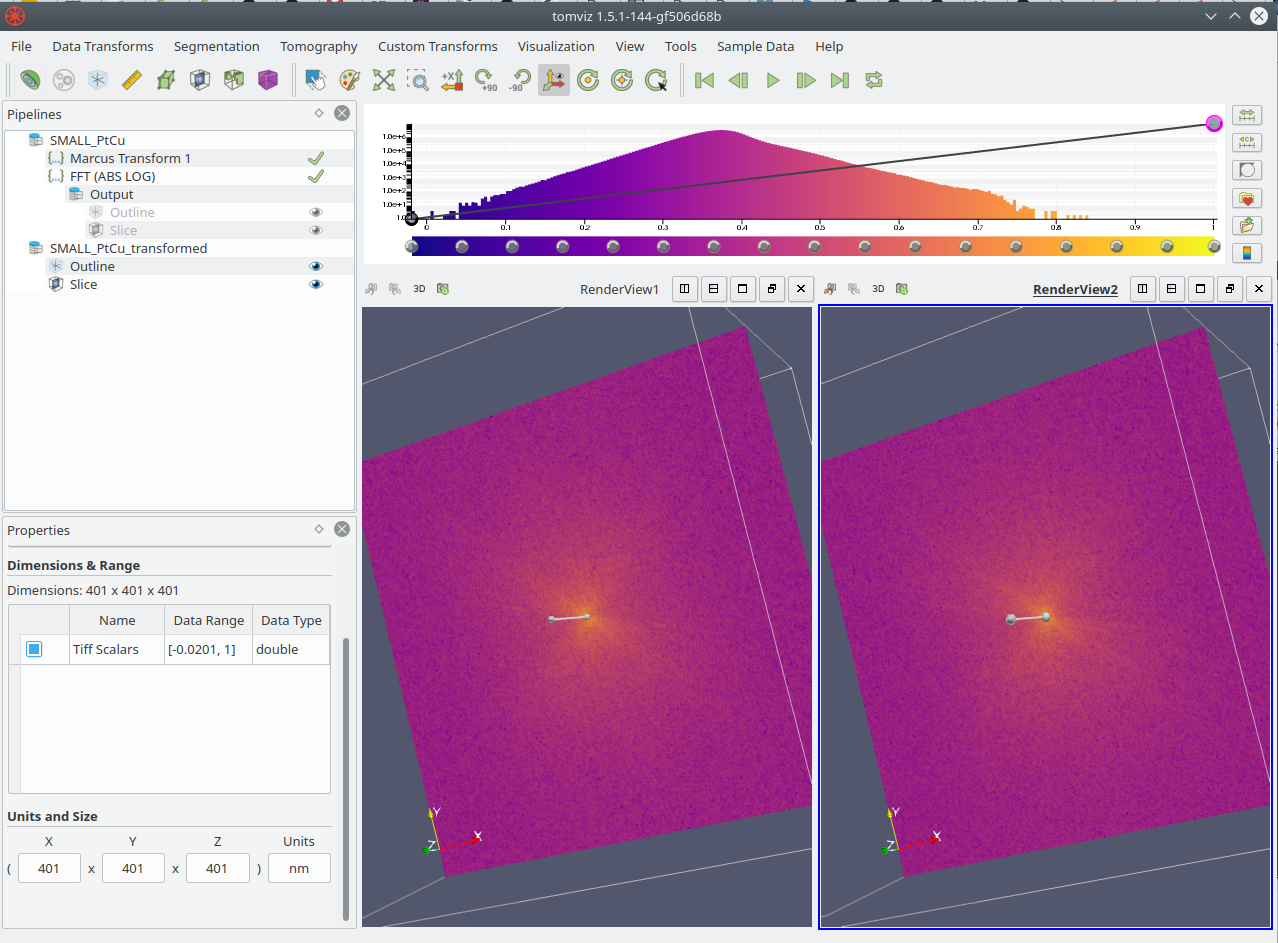 tomviz 1.5.1-144-gf506d68b
File Data Transforms Segmentation Tomography Custom Transforms Visualization View Tools Sample Data Help
+X +90 -90
Pipelines
SMALL_PtCu
{...} Marcus Transform 1
{...} FFT (ABS LOG)
Output
Outline
Slice
SMALL_PtCu_transformed
Outline
Slice
1.0e+6
1.0e+5
1.0e+4
1.0e+3
1.0e+2
1.0e+1
1.0
0 0.1 0.2 0.3 0.4 0.5 0.6 0.7 0.8 0.9 1
3D RenderView1
3D RenderView2
Properties
Dimensions & Range
Dimensions: 401 x 401 x 401
Name Data Range Data Type
Tiff Scalars [-0.0201, 1] double
Units and Size
X Y Z Units
( 401 x 401 x 401 ) nm
Y X Z
Y X Z